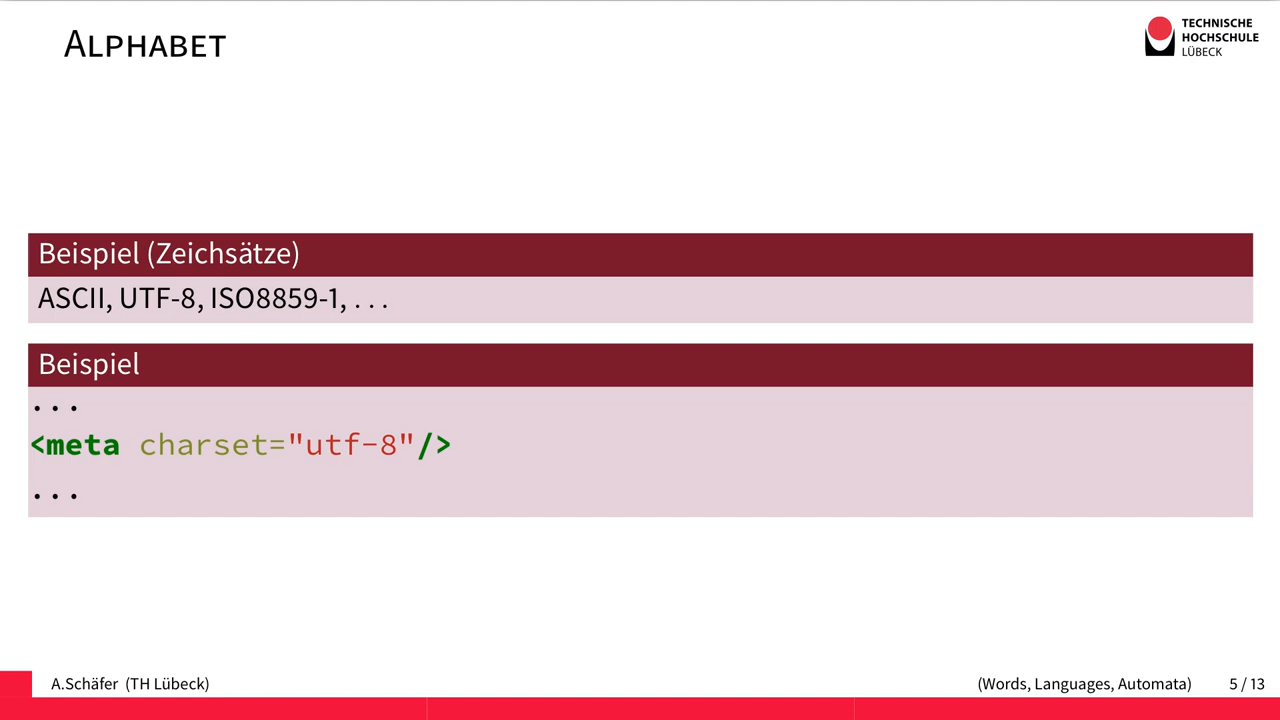 ALPHABET
TECHNISCHE
HOCHSCHULE
LÜBECK
Beispiel (Zeichsätze)
ASCII, UTF-8, ISO8859-1, . . .
Beispiel
. . .
<meta charset="utf-8"/>
. . .
A.Schäfer (TH Lübeck)
(Words, Languages, Automata)
5 / 13